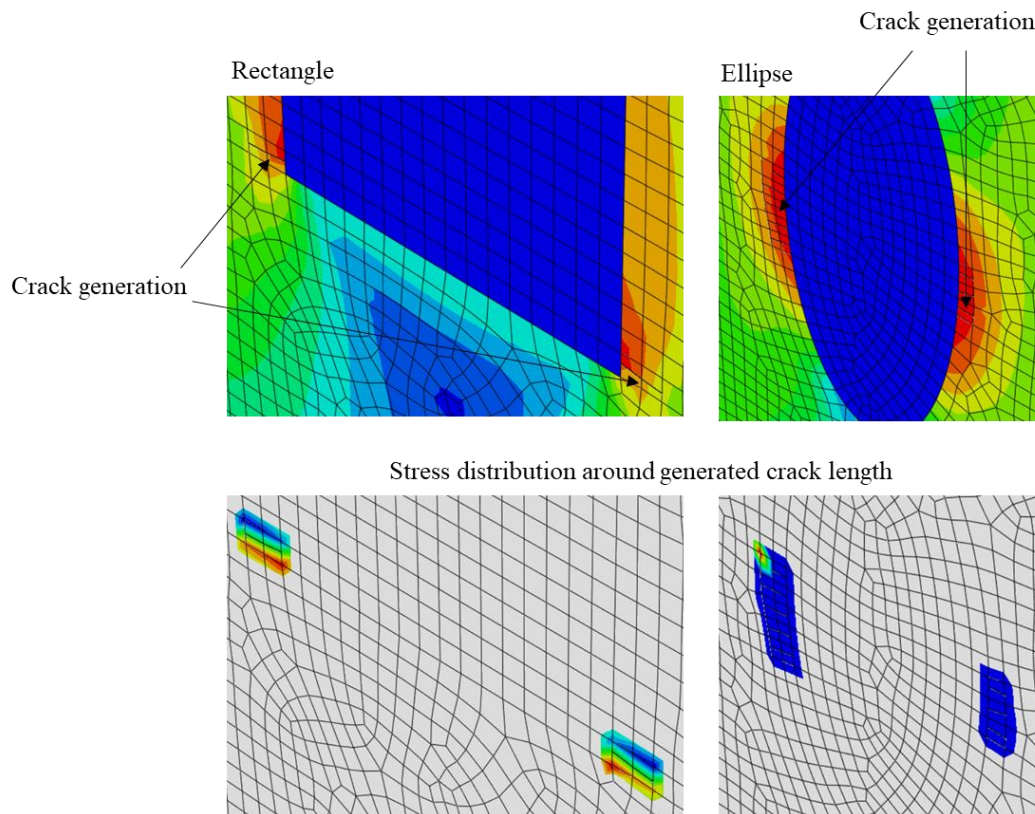 Crack generation
Rectangle
Ellipse
Crack generation
Stress distribution around generated crack length